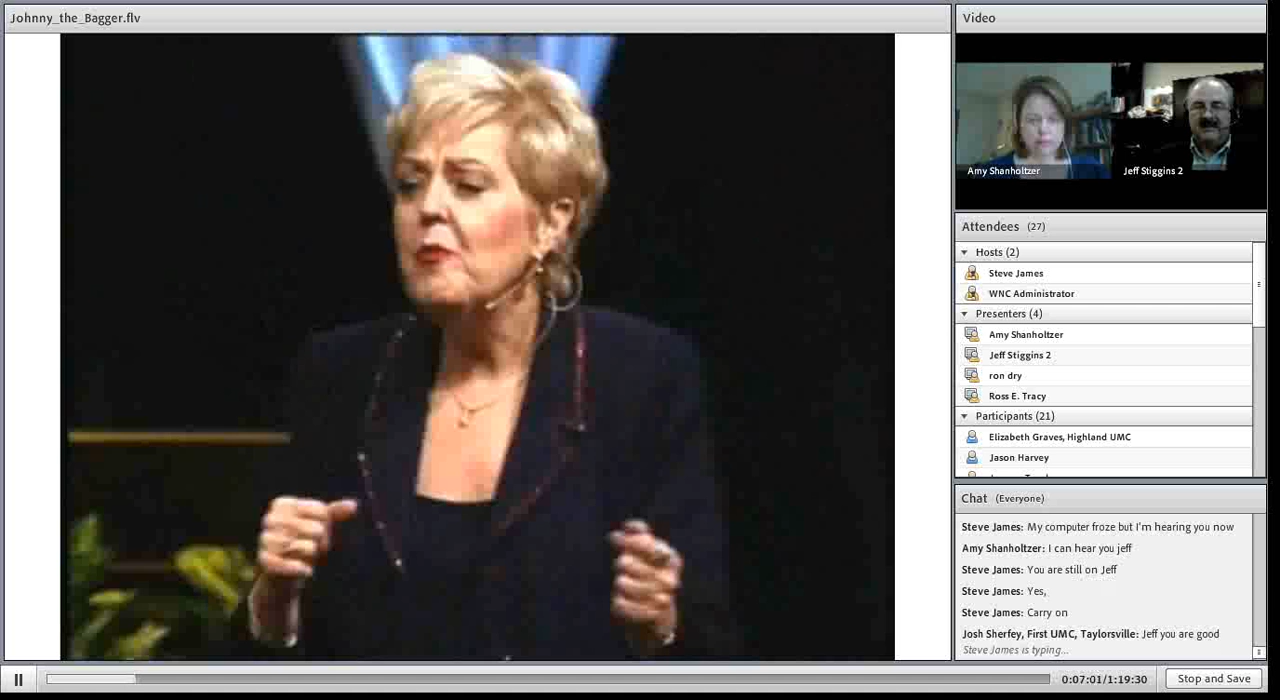 Johnny_the_Bagger.flv
Video
Amy Shanholtzer
Jeff Stiggins 2
Attendees (27)
Hosts (2)
Steve James
WNC Administrator
Presenters (4)
Amy Shanholtzer
Jeff Stiggins 2
ron dry
Ross E. Tracy
Participants (21)
Elizabeth Graves, Highland UMC
Jason Harvey
Chat (Everyone)
Steve James: My computer froze but I'm hearing you now
Amy Shanholtzer: I can hear you jeff
Steve James: You are still on Jeff
Steve James: Yes,
Steve James: Carry on
Josh Sherfey, First UMC, Taylorsville: Jeff you are good
Steve James is typing...
0:07:01/1:19:30
Stop and Save